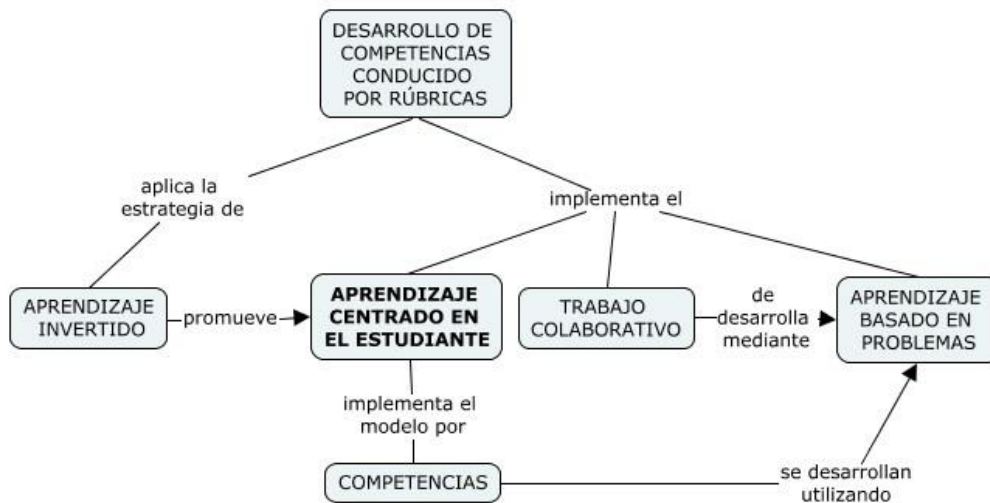 DESARROLLO DE
COMPETENCIAS
CONDUCIDO
POR RÚBRICAS
aplica la
estrategia de
implementa el
APRENDIZAJE
INVERTIDO
promueve
APRENDIZAJE
CENTRADO EN
EL ESTUDIANTE
TRABAJO
COLABORATIVO
de
desarrolla
mediante
APRENDIZAJE
BASADO EN
PROBLEMAS
implementa el
modelo por
COMPETENCIAS
se desarrollan
utilizando